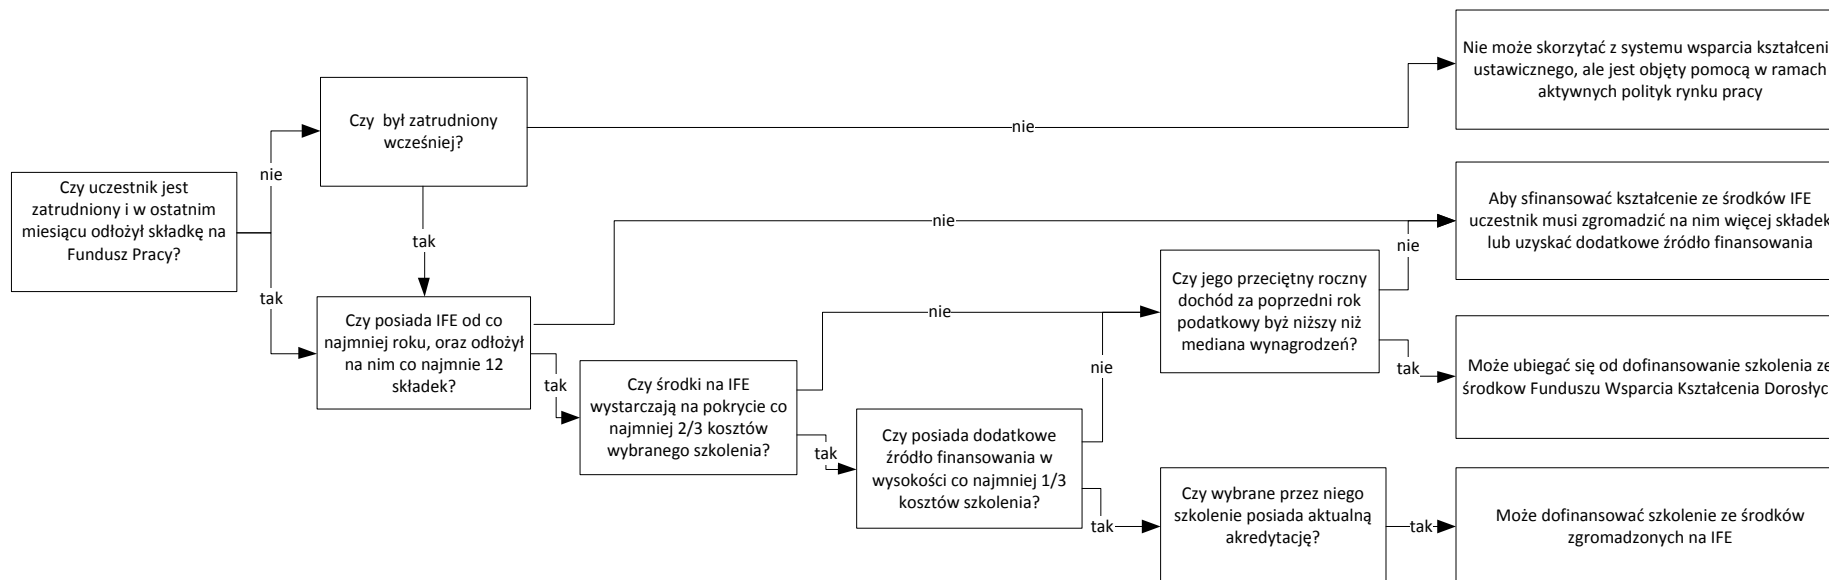 Nie może skorzytać z systemu wsparcia kształceni
ustawicznego, ale jest objęty pomocą w ramach
aktywnych polityk rynku pracy
Czy był zatrudniony
wcześniej?
nie
nie
Czy uczestnik jest
zatrudniony i w ostatnim
miesiącu odłożył składkę na
Fundusz Pracy?
tak
tak
Aby sfinansować kształcenie ze środków IFE
uczestnik musi zgromadzić na nim więcej składek
lub uzyskać dodatkowe źródło finansowania
nie
nie
Czy posiada IFE od co
najmniej roku, oraz odłożył
na nim co najmnie 12
składek?
tak
Czy jego przeciętny roczny
dochód za poprzedni rok
podatkowy byż niższy niż
mediana wynagrodzeń?
nie
nie
tak
Może ubiegać się od dofinansowanie szkolenia ze
środkow Funduszu Wsparcia Kształcenia Dorosłyc
Czy środki na IFE
wystarczają na pokrycie co
najmniej 2/3 kosztów
wybranego szkolenia?
tak
Czy posiada dodatkowe
źródło finansowania w
wysokości co najmniej 1/3
kosztów szkolenia?
tak
Czy wybrane przez niego
szkolenie posiada aktualną
akredytację?
tak
Może dofinansować szkolenie ze środków
zgromadzonych na IFE